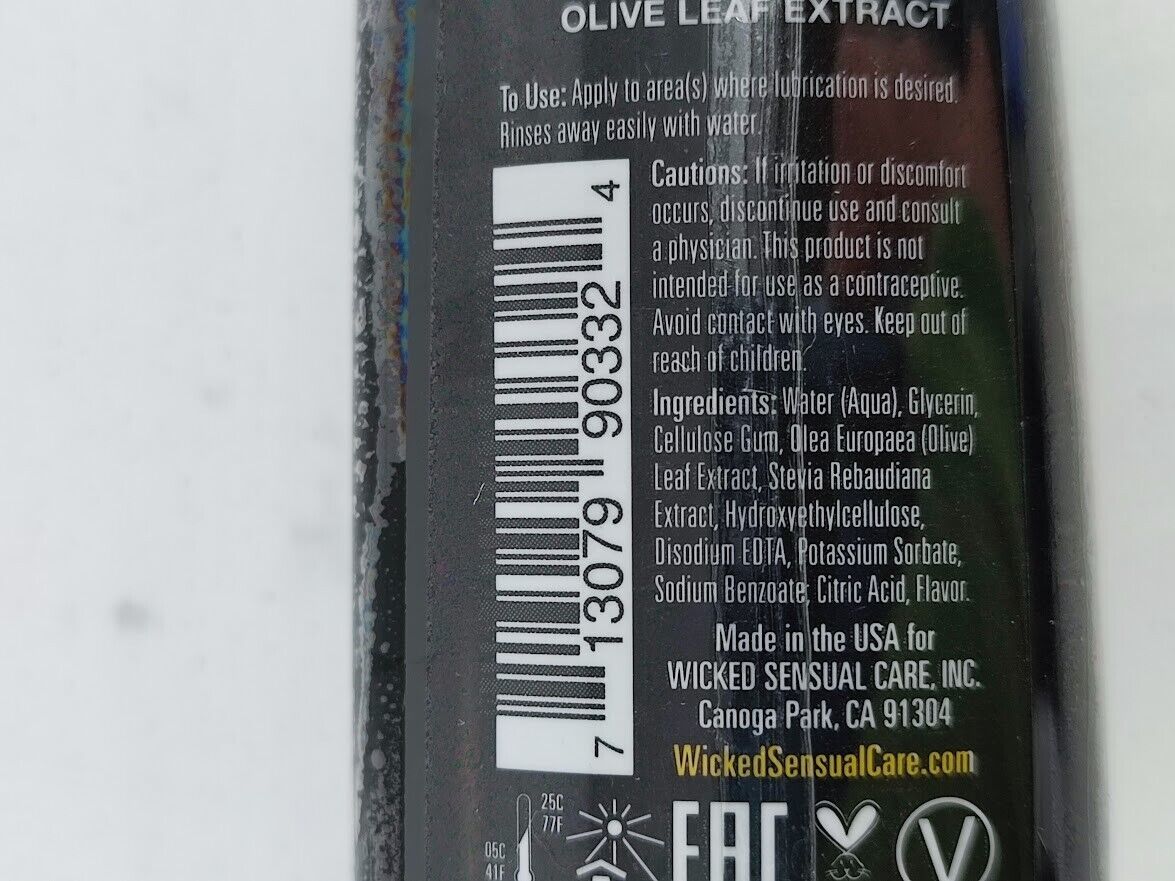 OLIVE LEAF EXTRACT
To Use: Apply to area(s) where lubrication is desired.
Rinses away easily with water.
Cautions: If irritation or discomfort
occurs, discontinue use and consult
a physician. This product is not
intended for use as a contraceptive.
Avoid contact with eyes. Keep out of
reach of children.
Ingredients: Water (Aqua), Glycerin,
Cellulose Gum, Olea Europaea (Olive)
Leaf Extract, Stevia Rebaudiana
Extract, Hydroxyethylcellulose,
Disodium EDTA, Potassium Sorbate,
Sodium Benzoate, Citric Acid, Flavor.
Made in the USA for
WICKED SENSUAL CARE, INC.
Canoga Park, CA 91304
WickedSensualCare.com
7 13079 90332 4
25C
77F
05C
41F
EAC
V